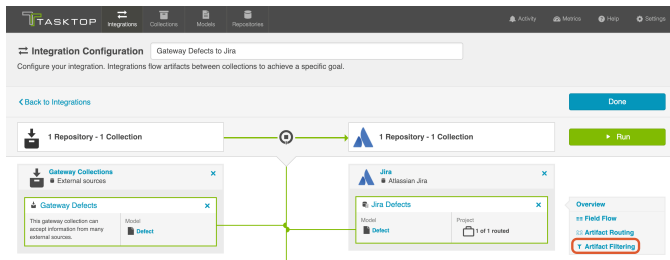 TASKTOP
Integrations
Collections
Models
Repositories
Activity
Metrics
Help
Settings
Integration Configuration
Gateway Defects to Jira
Configure your integration. Integrations flow artifacts between collections to achieve a specific goal.
Back to Integrations
Done
1 Repository - 1 Collection
1 Repository - 1 Collection
Run
Gateway Collections
External sources
Jira
Atlassian Jira
Gateway Defects
This gateway collection can
accept information from many
external sources.
Model
Defect
Jira Defects
Model
Defect
Project
1 of 1 routed
Overview
Field Flow
Artifact Routing
Artifact Filtering